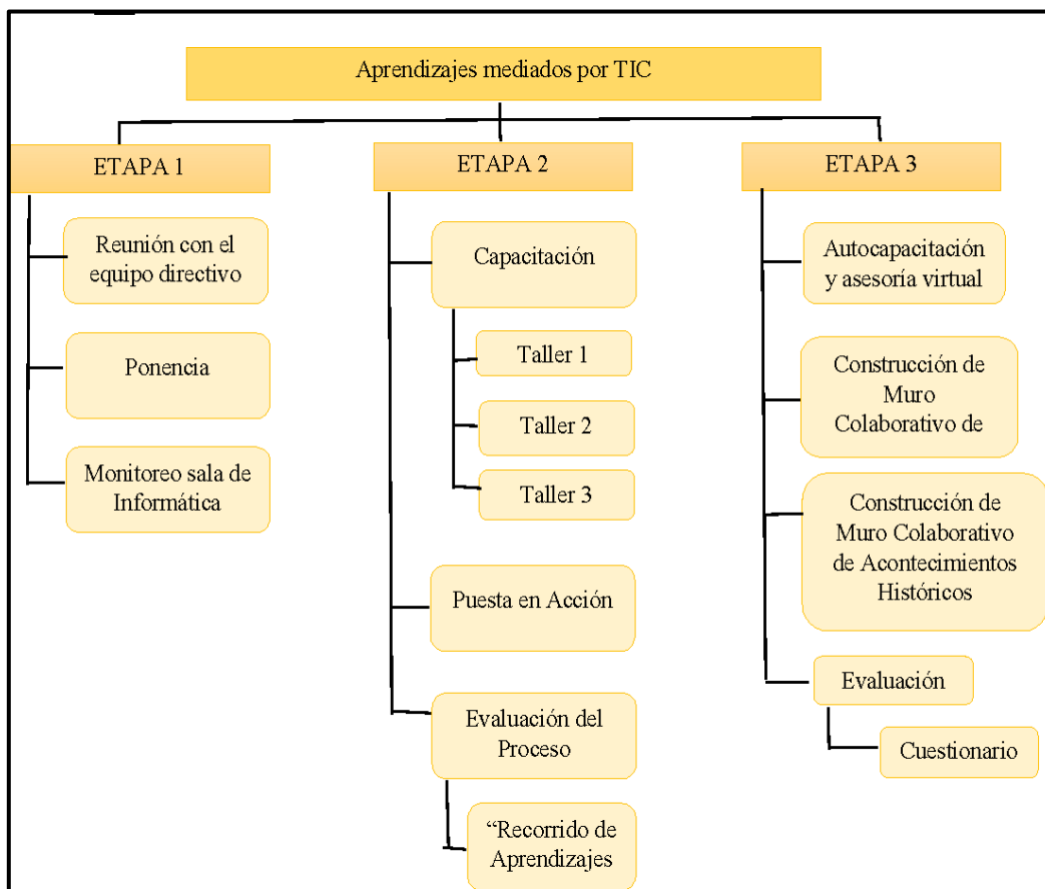 Aprendizajes mediados por TIC
ETAPA 1
Reunión con el
equipo directivo
Ponencia
Monitoreo sala de
Informática
ETAPA 2
Capacitación
Taller 1
Taller 2
Taller 3
Puesta en Acción
Evaluación del
Proceso
“Recorrido de
Aprendizajes
ETAPA 3
Autocapacitación
y asesoría virtual
Construcción de
Muro
Colaborativo de
Construcción de
Muro Colaborativo
de Acontecimientos
Históricos
Evaluación
Cuestionario